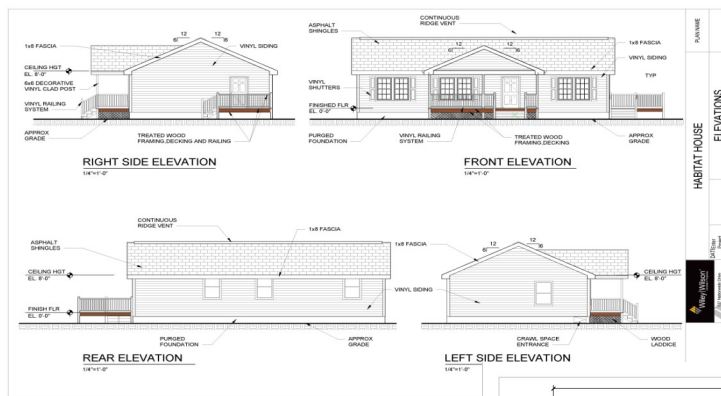 ASPHALT
SHINGLES
CONTINUOUS
RIDGE VENT
12
6
12
6
1x8 FASCIA
VINYL SIDING
CEILING HGT
EL. 8'-0"
6x6 DECORATIVE
VINYL CLAD POST
VINYL RAILING
SYSTEM
APPROX
GRADE
TREATED WOOD
FRAMING,DECKING AND RAILING
RIGHT SIDE ELEVATION
1/4"=1'-0"
12
6
12
6
1x8 FASCIA
VINYL SIDING
TYP
VINYL
SHUTTERS
FINISHED FLR
EL. 0'-0"
PURGED
FOUNDATION
VINYL RAILING
SYSTEM
TREATED WOOD
FRAMING,DECKING
APPROX
GRADE
FRONT ELEVATION
1/4"=1'-0"
CONTINUOUS
RIDGE VENT
ASPHALT
SHINGLES
1x8 FASCIA
CEILING HGT
EL. 8'-0"
VINYL SIDING
FINISH FLR
EL. 0'-0"
PURGED
FOUNDATION
APPROX
GRADE
REAR ELEVATION
1/4"=1'-0"
12
6
12
6
1x8 FASCIA
CEILING HGT
EL. 8'-0"
CRAWL SPACE
ENTRANCE
WOOD
LADDICE
LEFT SIDE ELEVATION
1/4"=1'-0"
PLAN NAME
HABITAT HOUSE
ELEVATIONS
DATE
Wiley|Wilson